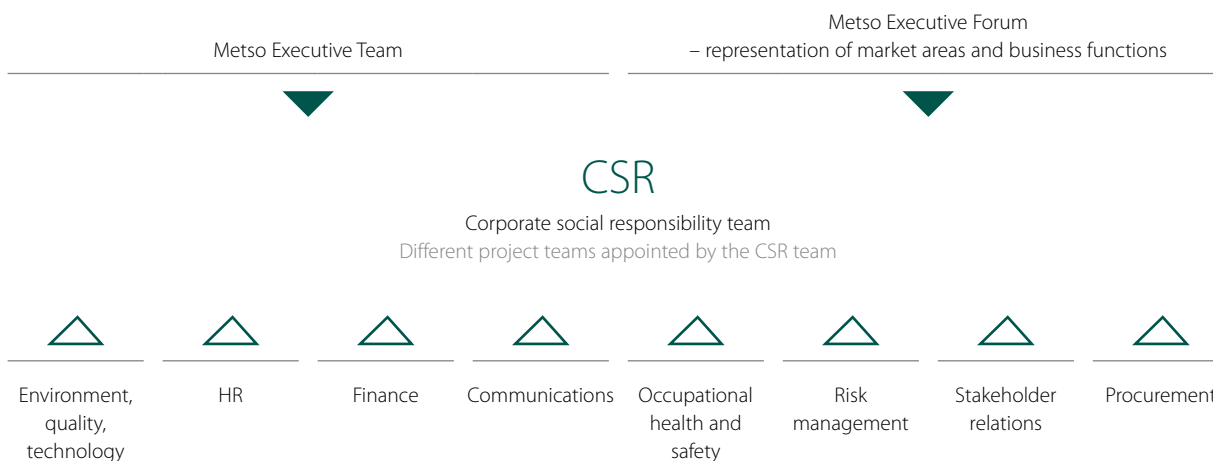 Metso Executive Team
Metso Executive Forum
– representation of market areas and business functions
CSR
Corporate social responsibility team
Different project teams appointed by the CSR team
Environment,
quality,
technology
HR
Finance
Communications
Occupational
health and
safety
Risk
management
Stakeholder
relations
Procurement